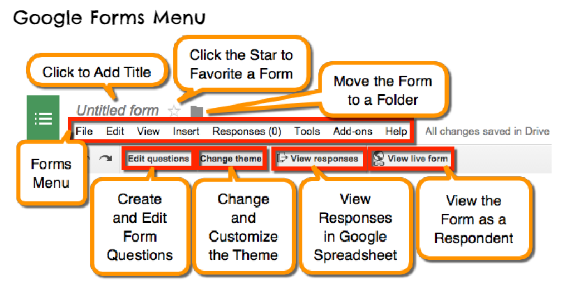 Google Forms Menu
Click to Add Title
Click the Star to
Favorite a Form
Move the Form
to a Folder
Untitled form
File Edit View Insert Responses (0) Tools Add-ons Help All changes saved in Drive
Forms
Menu
Edit questions Change theme View responses View live form
Create
and Edit
Form
Questions
Change
and
Customize
the Theme
View
Responses
in Google
Spreadsheet
View the
Form as a
Respondent